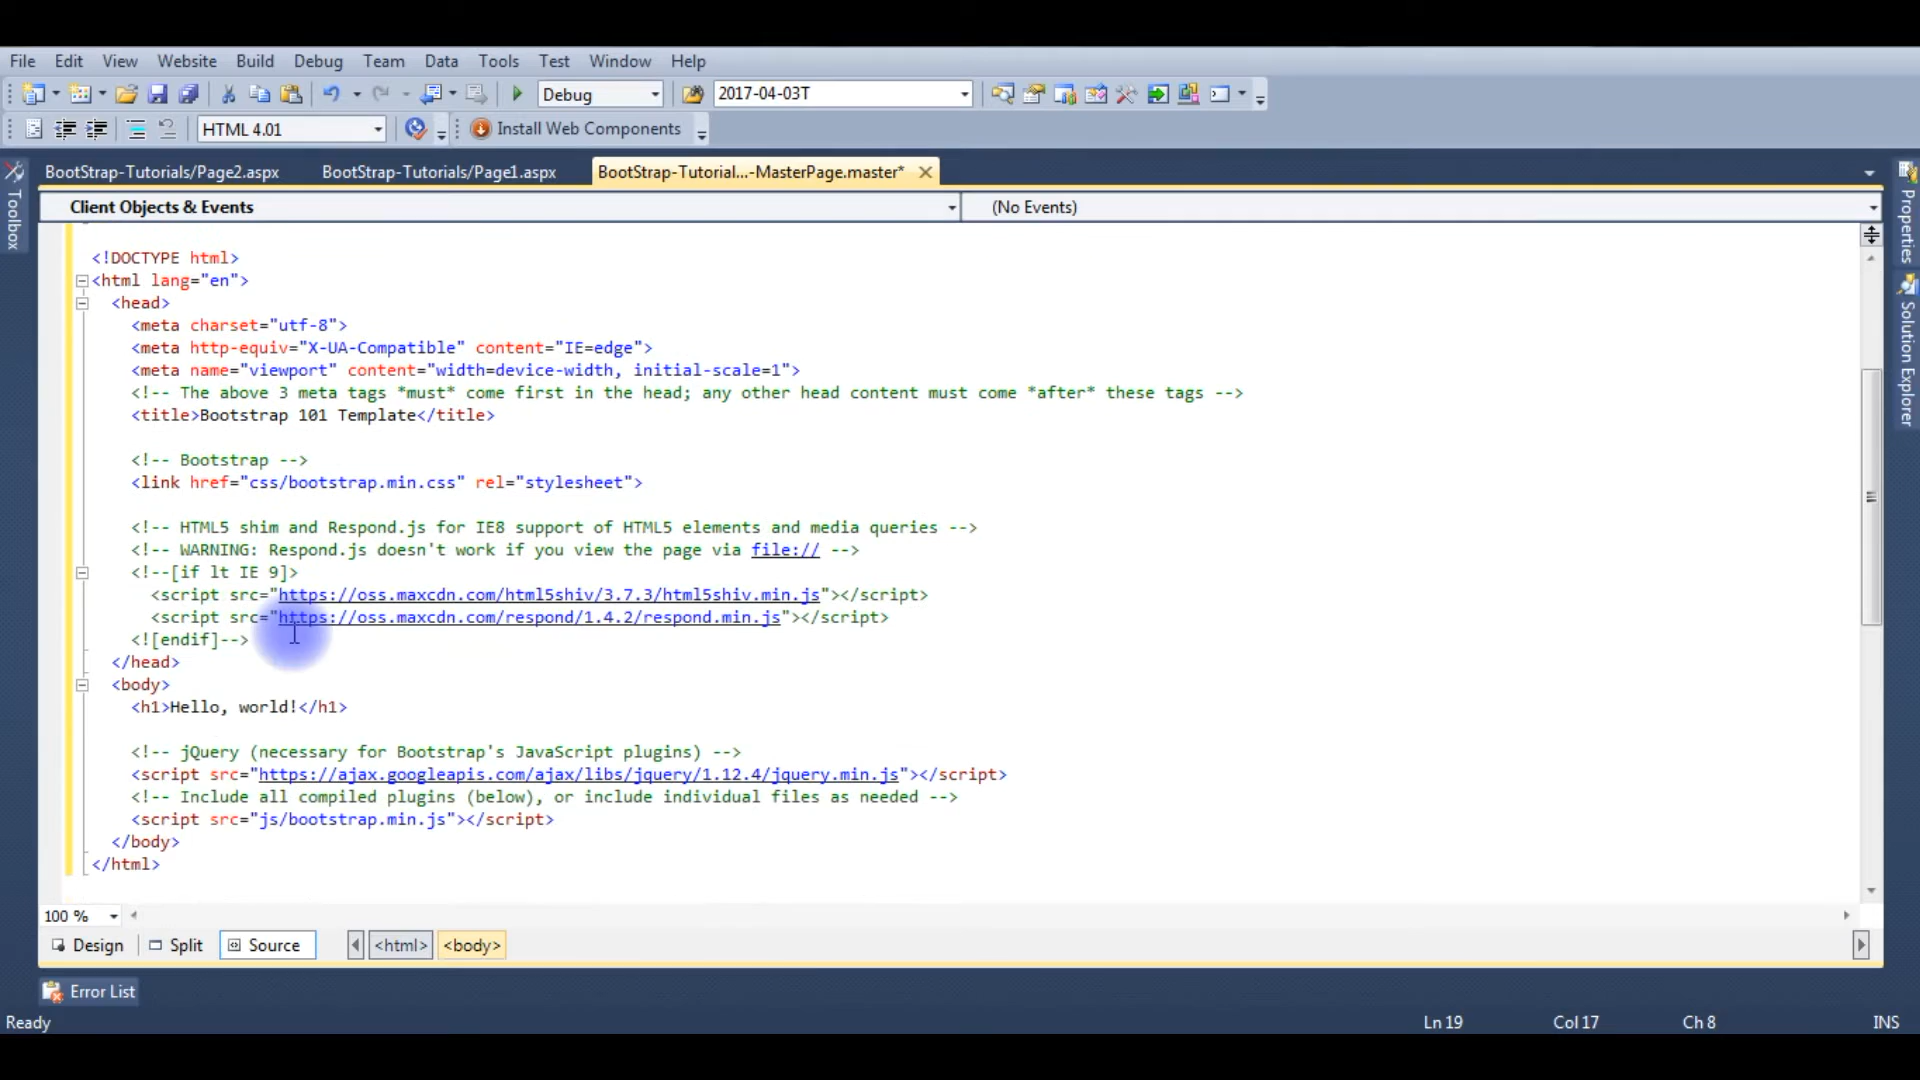 File Edit View Website Build Debug Team Data Tools Test Window Help
Debug 2017-04-03T
HTML 4.01 Install Web Components
BootStrap-Tutorials/Page2.aspx BootStrap-Tutorials/Page1.aspx BootStrap-Tutorial...-MasterPage.master*
Toolbox
Properties
Solution Explorer
Client Objects & Events (No Events)
<!DOCTYPE html>
<html lang="en">
<head>
<meta charset="utf-8">
<meta http-equiv="X-UA-Compatible" content="IE=edge">
<meta name="viewport" content="width=device-width, initial-scale=1">
<!-- The above 3 meta tags *must* come first in the head; any other head content must come *after* these tags -->
<title>Bootstrap 101 Template</title>
<!-- Bootstrap -->
<link href="css/bootstrap.min.css" rel="stylesheet">
<!-- HTML5 shim and Respond.js for IE8 support of HTML5 elements and media queries -->
<!-- WARNING: Respond.js doesn't work if you view the page via file:// -->
<!--[if lt IE 9]>
<script src="https://oss.maxcdn.com/html5shiv/3.7.3/html5shiv.min.js"></script>
<script src="https://oss.maxcdn.com/respond/1.4.2/respond.min.js"></script>
<![endif]-->
</head>
<body>
<h1>Hello, world!</h1>
<!-- jQuery (necessary for Bootstrap's JavaScript plugins) -->
<script src="https://ajax.googleapis.com/ajax/libs/jquery/1.12.4/jquery.min.js"></script>
<!-- Include all compiled plugins (below), or include individual files as needed -->
<script src="js/bootstrap.min.js"></script>
</body>
</html>
100 %
Design Split Source <html> <body>
Error List
Ready Ln 19 Col 17 Ch 8 INS